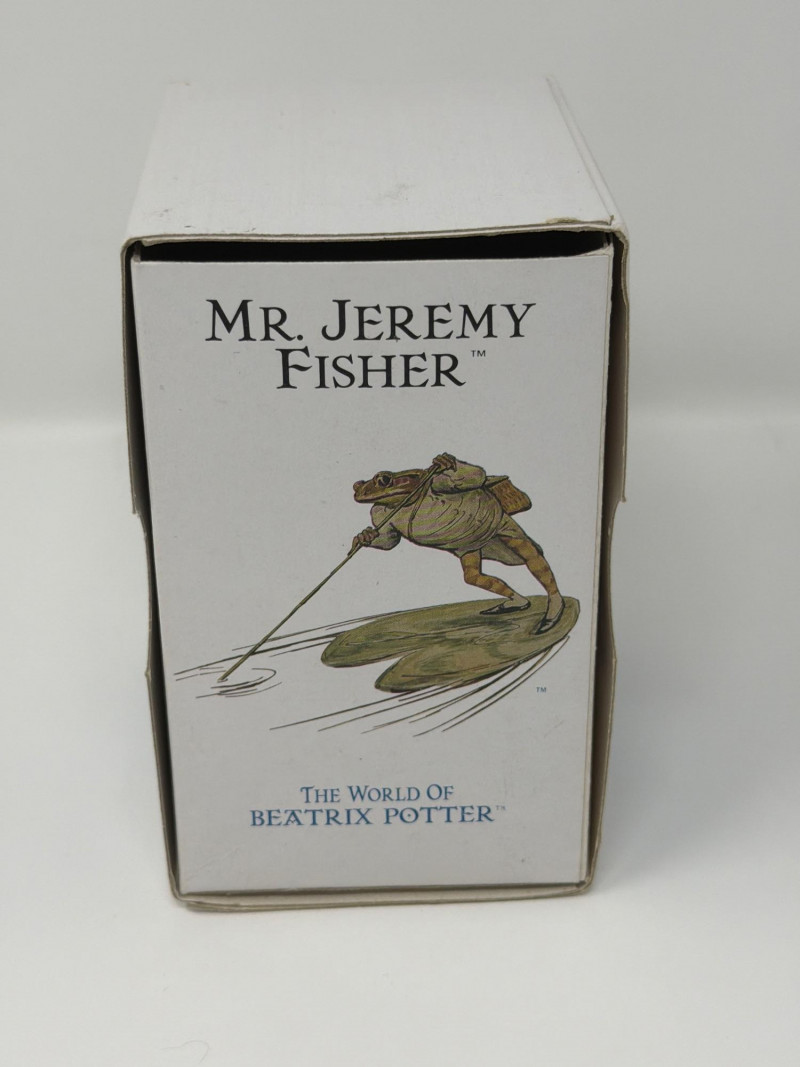 MR. JEREMY
FISHER™
™
THE WORLD OF
BEATRIX POTTER™